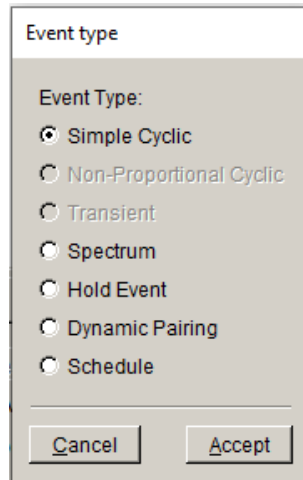 Event type
Event Type:
Simple Cyclic
Non-Proportional Cyclic
Transient
Spectrum
Hold Event
Dynamic Pairing
Schedule
Cancel Accept